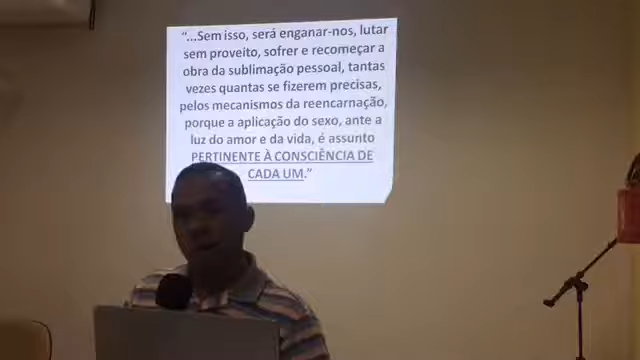 “...Sem isso, será enganar-nos, lutar
sem proveito, sofrer e recomeçar a
obra da sublimação pessoal, tantas
vezes quantas se fizerem precisas,
pelos mecanismos da reencarnação,
porque a aplicação do sexo, ante a
luz do amor e da vida, é assunto
PERTINENTE À CONSCIÊNCIA DE
CADA UM.”